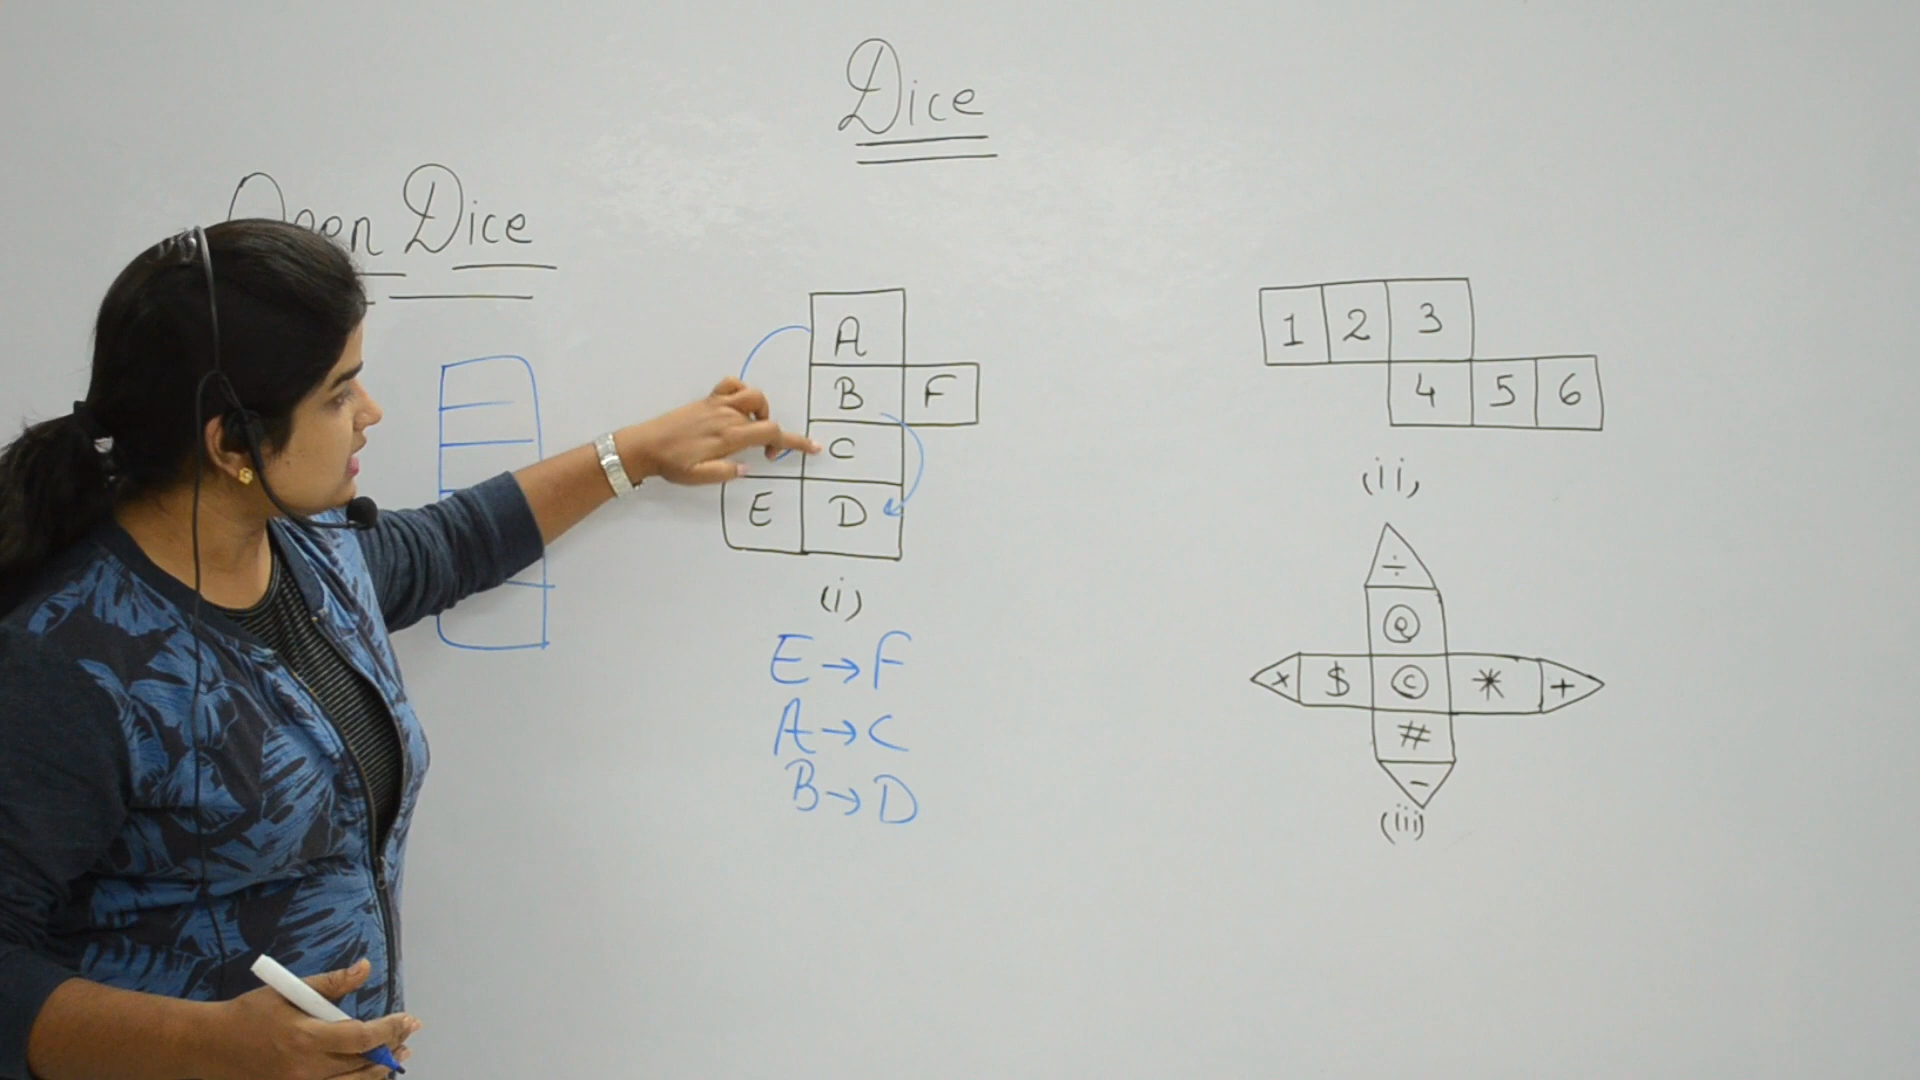 Dice
Open Dice
A
B F
C
E D
(i)
E → F
A → C
B → D
1 2 3
4 5 6
(ii)
÷
Q
× $ © * +
#
-
(iii)